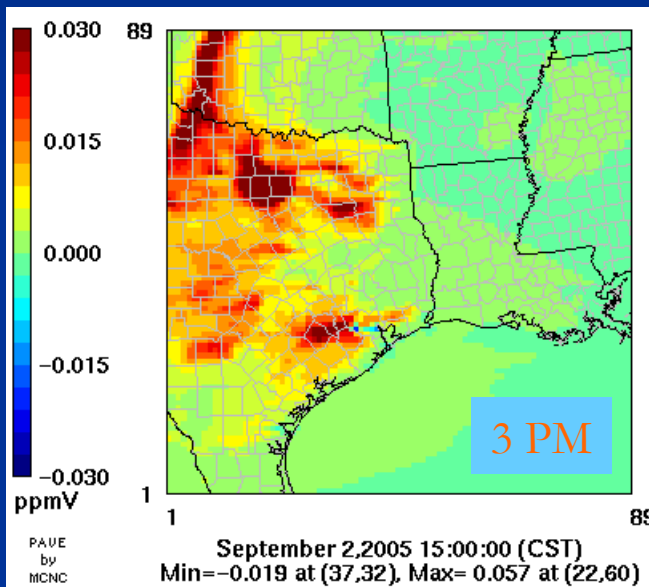 0.030
0.015
0.000
−0.015
−0.030
ppmV
PAVE
by
MCNC
89
1
1
89
3 PM
September 2,2005 15:00:00 (CST)
Min=−0.019 at (37,32), Max= 0.057 at (22,60)